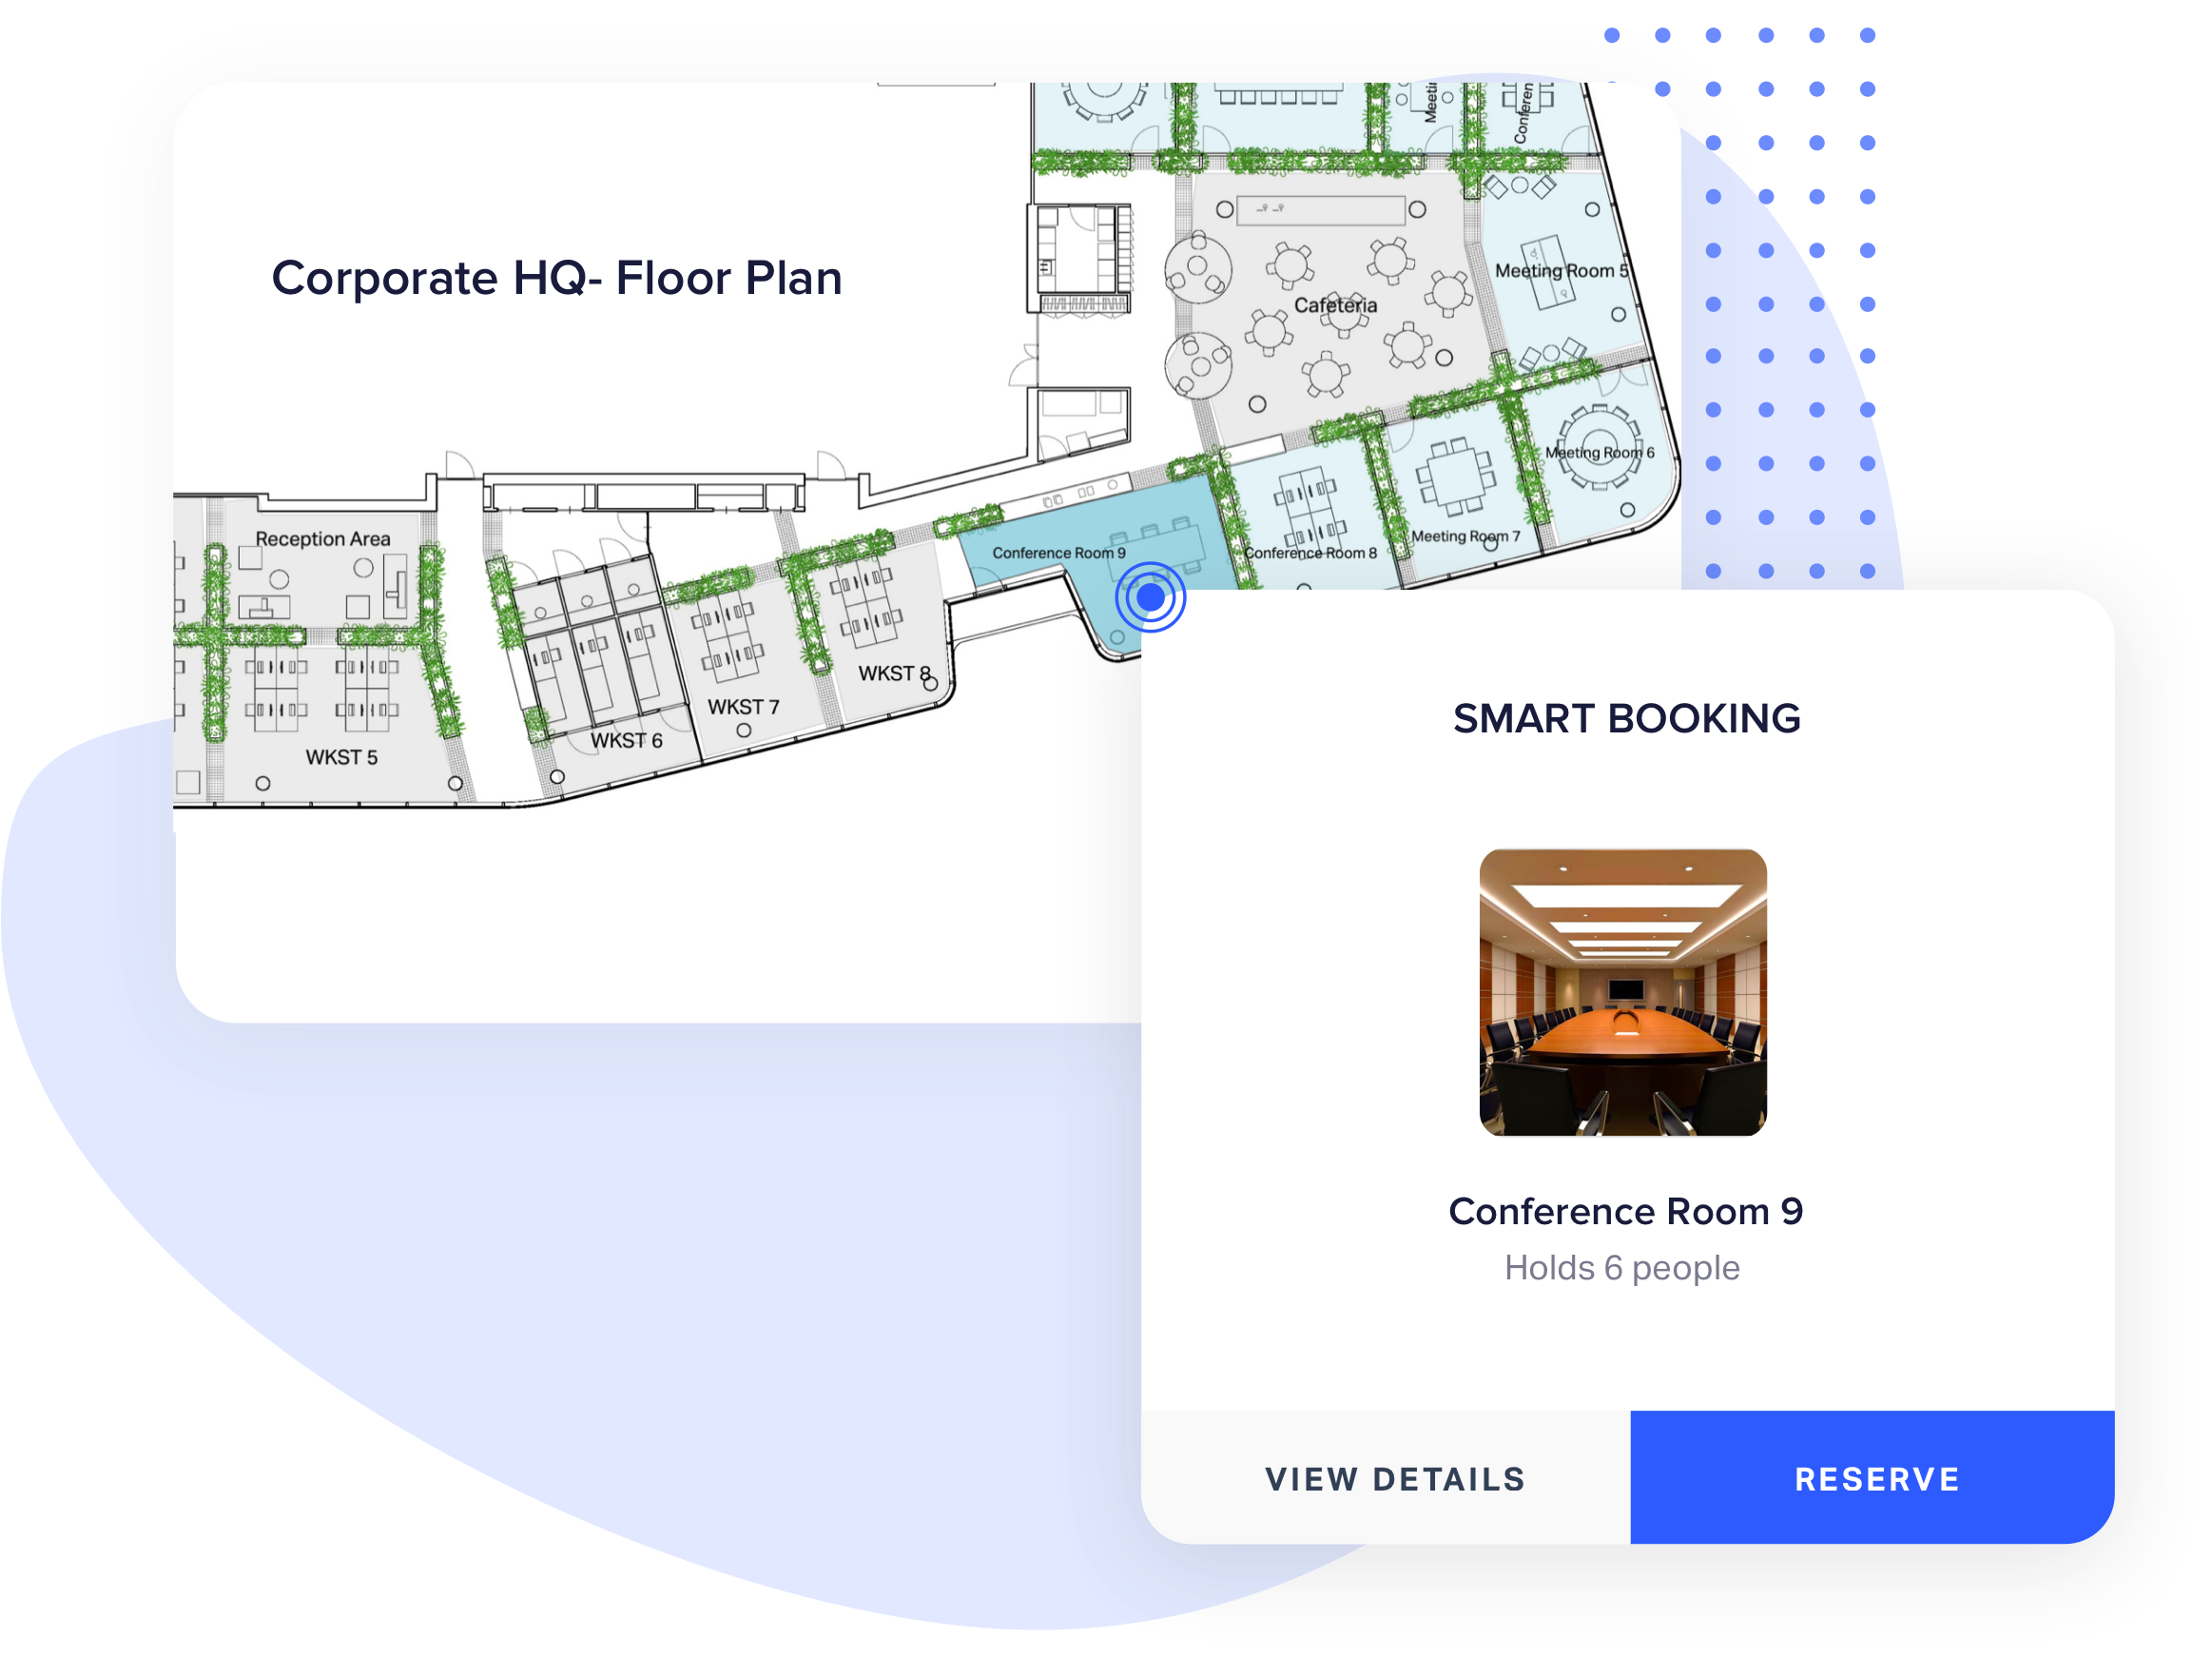 Corporate HQ- Floor Plan
Cafeteria
Meeting Room 5
Meeting Room 6
Meeting Room 7
Conference Room 8
Conference Room 9
Reception Area
WKST 5
WKST 6
WKST 7
WKST 8
SMART BOOKING
Conference Room 9
Holds 6 people
VIEW DETAILS
RESERVE